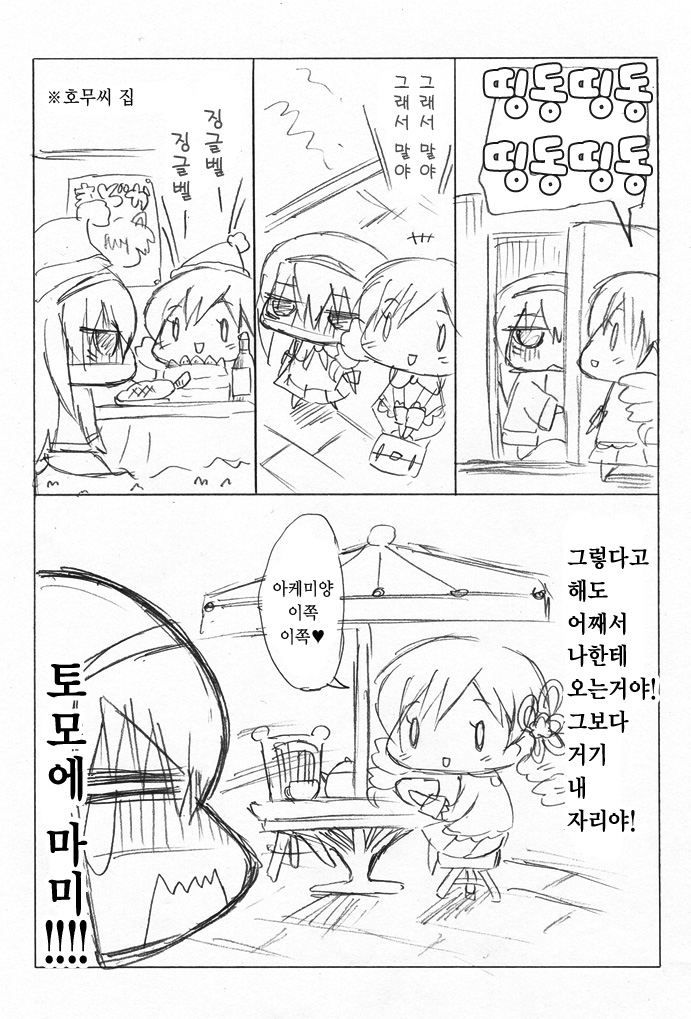 띵동띵동
띵동띵동
그래서 말야
그래서 말야
※호무씨 집
징글벨
징글벨
그렇다고
해도
어째서
나한테
오는거야!
그보다
거기
내
자리야!
아케미양
이쪽
이쪽♥
토모에 마미!!!!